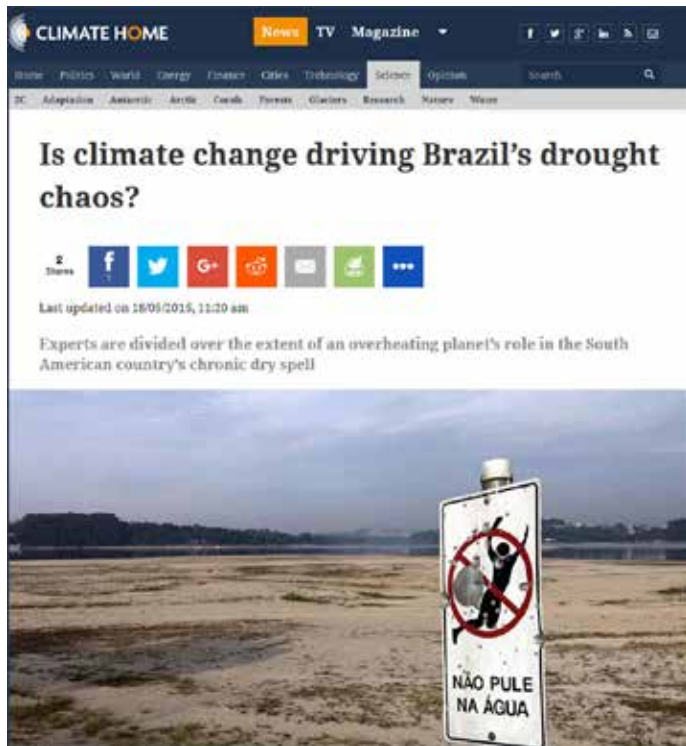 CLIMATE HOME
News TV Magazine
Home Politics World Energy Finance Cities Technology Science Opinion Search
2C Adaptation Antarctic Arctic Carbon Forests Glaciers Research Nature Water
Is climate change driving Brazil's drought
chaos?
2
Shares
Last updated on 18/05/2015, 11:20 am
Experts are divided over the extent of an overheating planet's role in the South
American country's chronic dry spell
NÃO PULE
NA ÁGUA